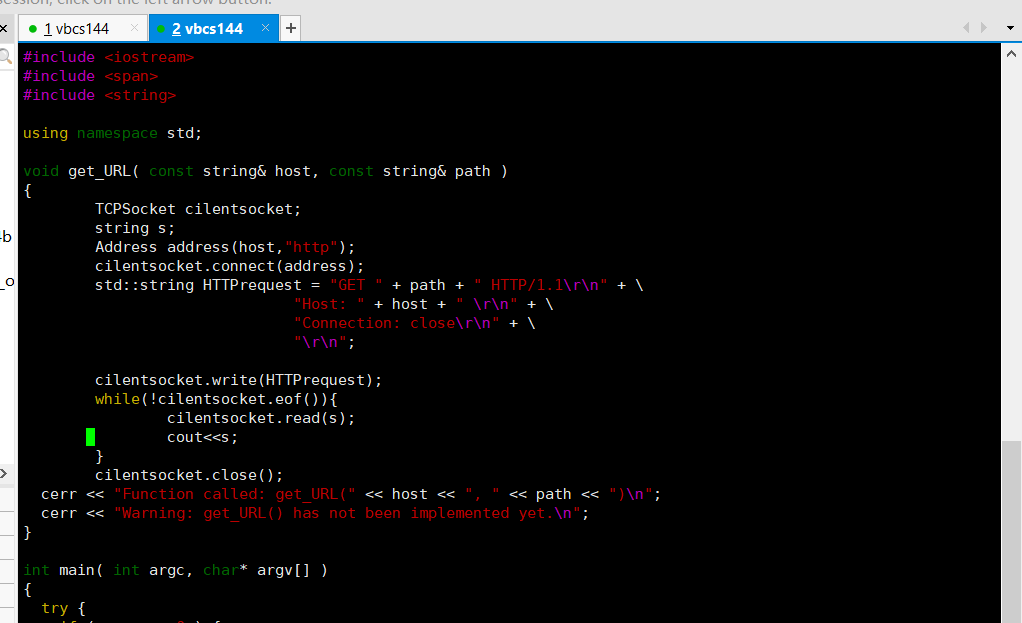 session, click on the left arrow button.
1 vbcs144
2 vbcs144
#include <iostream>
#include <span>
#include <string>
using namespace std;
void get_URL( const string& host, const string& path )
{
TCPSocket cilentsocket;
string s;
Address address(host,"http");
cilentsocket.connect(address);
std::string HTTPrequest = "GET " + path + " HTTP/1.1\r\n" + \
"Host: " + host + " \r\n" + \
"Connection: close\r\n" + \
"\r\n";
cilentsocket.write(HTTPrequest);
while(!cilentsocket.eof()){
cilentsocket.read(s);
cout<<s;
}
cilentsocket.close();
cerr << "Function called: get_URL(" << host << ", " << path << ")\n";
cerr << "Warning: get_URL() has not been implemented yet.\n";
}
int main( int argc, char* argv[] )
{
try {